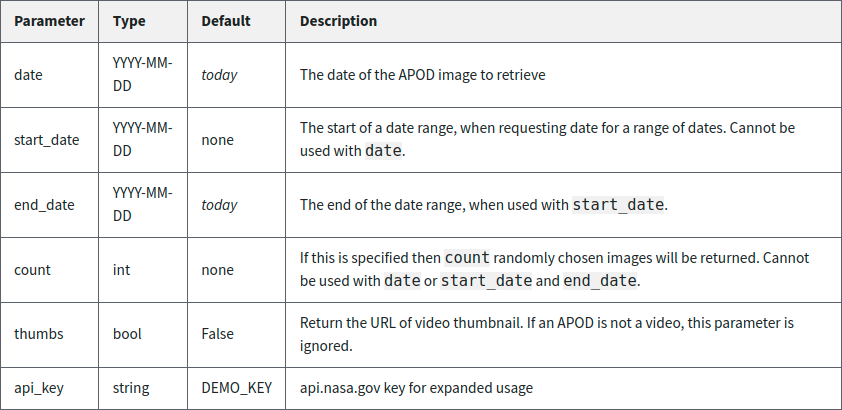 Parameter Type Default Description
date YYYY-MM-DD today The date of the APOD image to retrieve
start_date YYYY-MM-DD none The start of a date range, when requesting date for a range of dates. Cannot be
used with date.
end_date YYYY-MM-DD today The end of the date range, when used with start_date.
count int none If this is specified then count randomly chosen images will be returned. Cannot
be used with date or start_date and end_date.
thumbs bool False Return the URL of video thumbnail. If an APOD is not a video, this parameter is
ignored.
api_key string DEMO_KEY api.nasa.gov key for expanded usage